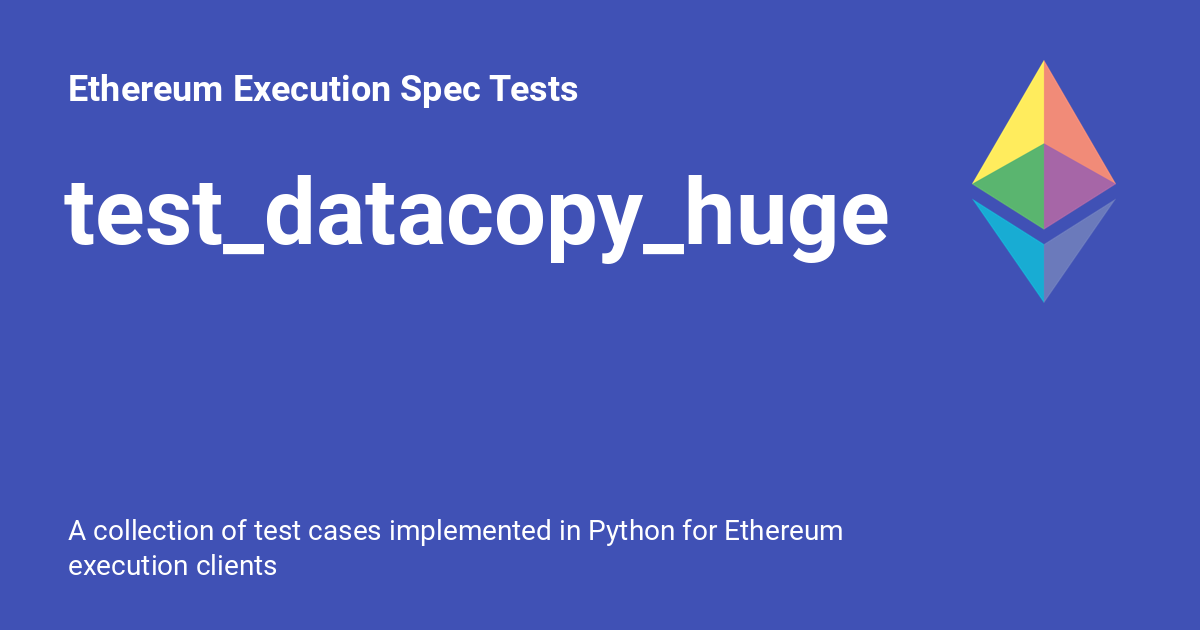 Ethereum Execution Spec Tests
test_datacopy_huge
A collection of test cases implemented in Python for Ethereum
execution clients